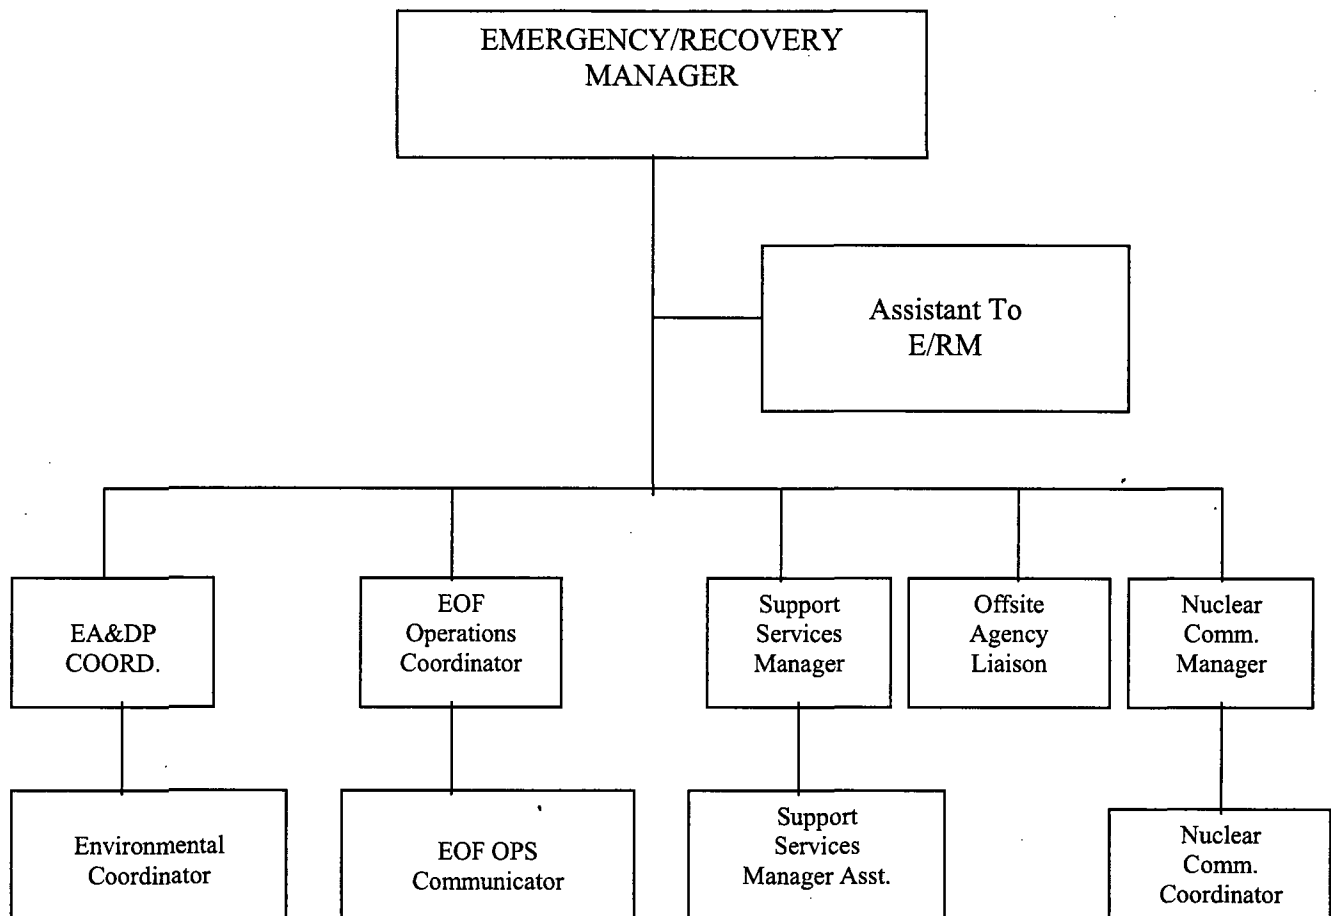 EMERGENCY/RECOVERY
MANAGER
Assistant To
E/RM
EA&DP
COORD.
EOF
Operations
Coordinator
Support
Services
Manager
Offsite
Agency
Liaison
Nuclear
Comm.
Manager
Environmental
Coordinator
EOF OPS
Communicator
Support
Services
Manager Asst.
Nuclear
Comm.
Coordinator